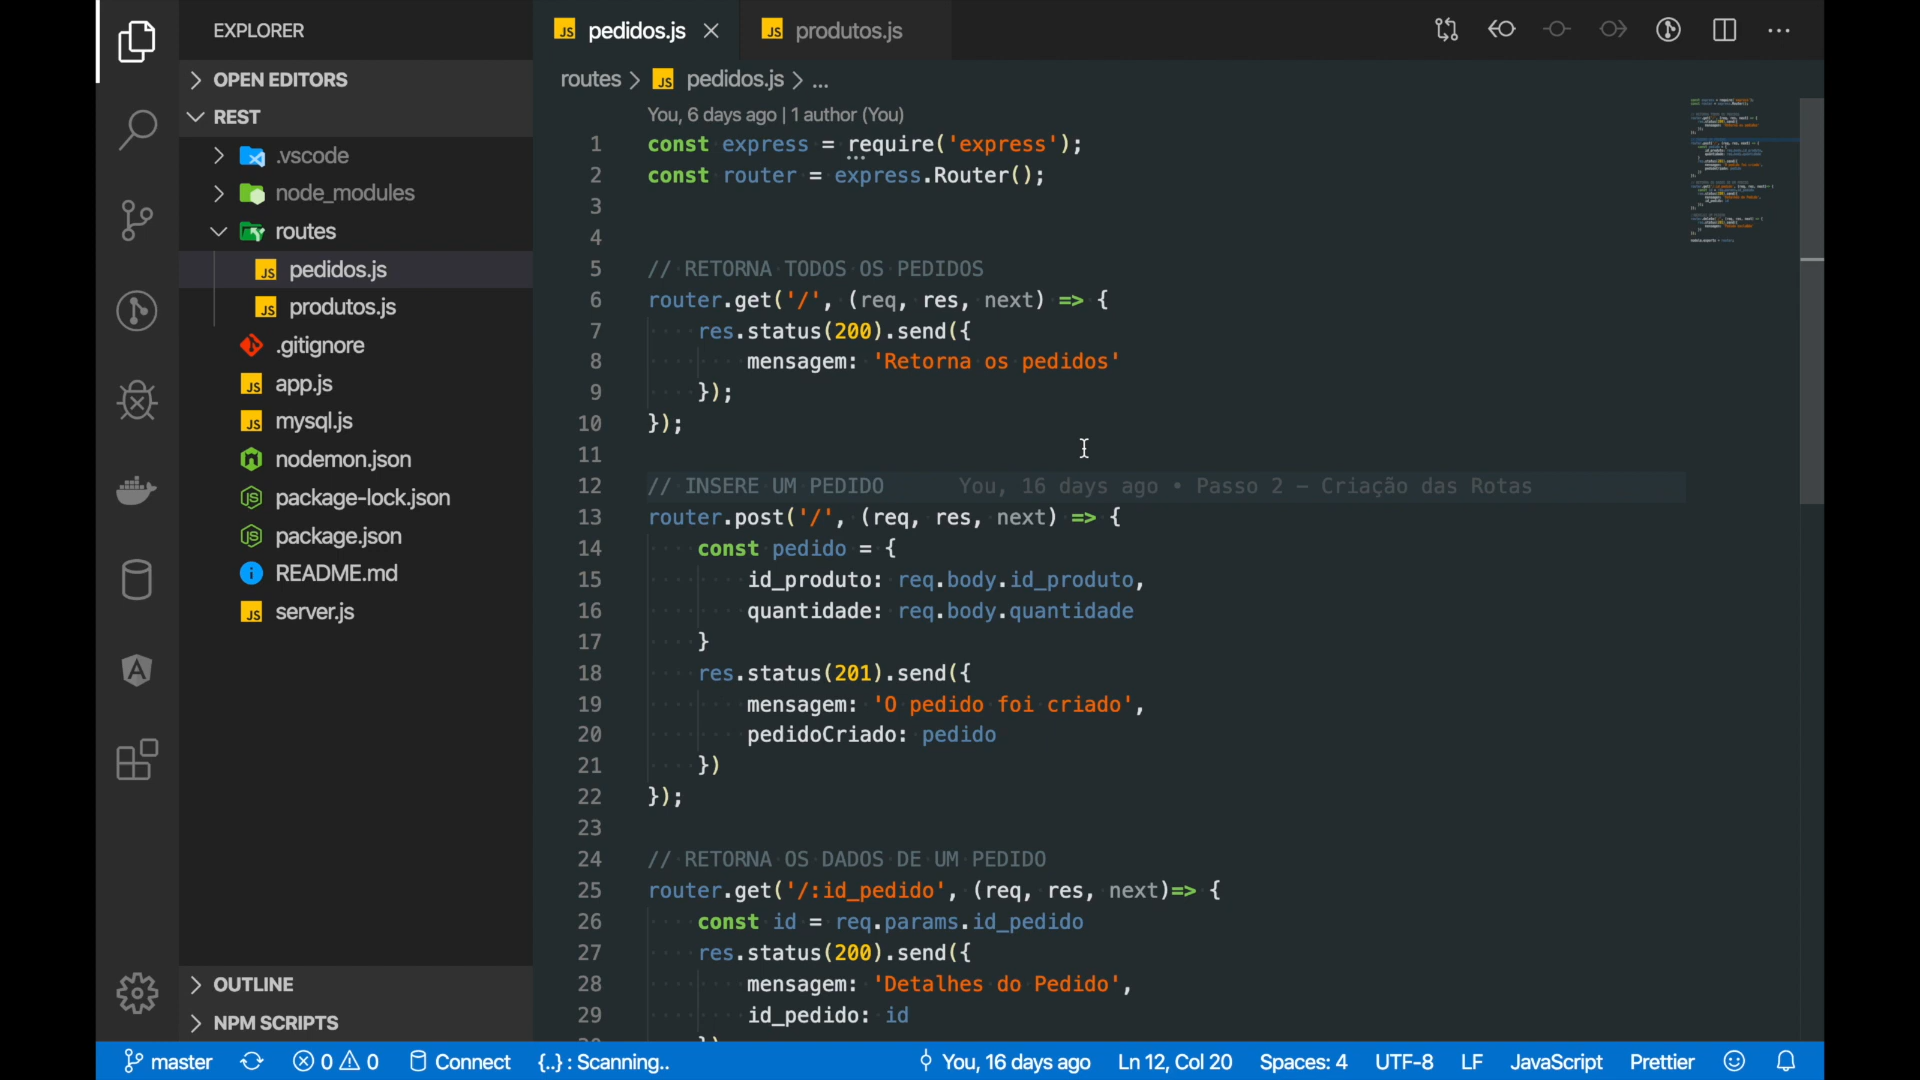 EXPLORER
OPEN EDITORS
REST
.vscode
node_modules
routes
pedidos.js
produtos.js
.gitignore
app.js
mysql.js
nodemon.json
package-lock.json
package.json
README.md
server.js
OUTLINE
NPM SCRIPTS
pedidos.js
produtos.js
routes > pedidos.js > ...
You, 6 days ago | 1 author (You)
1 const express = require('express');
2 const router = express.Router();
3
4
5 // RETORNA TODOS OS PEDIDOS
6 router.get('/', (req, res, next) => {
7 res.status(200).send({
8 mensagem: 'Retorna os pedidos'
9 });
10 });
11
12 // INSERE UM PEDIDO You, 16 days ago • Passo 2 – Criação das Rotas
13 router.post('/', (req, res, next) => {
14 const pedido = {
15 id_produto: req.body.id_produto,
16 quantidade: req.body.quantidade
17 }
18 res.status(201).send({
19 mensagem: 'O pedido foi criado',
20 pedidoCriado: pedido
21 })
22 });
23
24 // RETORNA OS DADOS DE UM PEDIDO
25 router.get('/:id_pedido', (req, res, next)=> {
26 const id = req.params.id_pedido
27 res.status(200).send({
28 mensagem: 'Detalhes do Pedido',
29 id_pedido: id
master 0 0 Connect {..} : Scanning.. You, 16 days ago Ln 12, Col 20 Spaces: 4 UTF-8 LF JavaScript Prettier